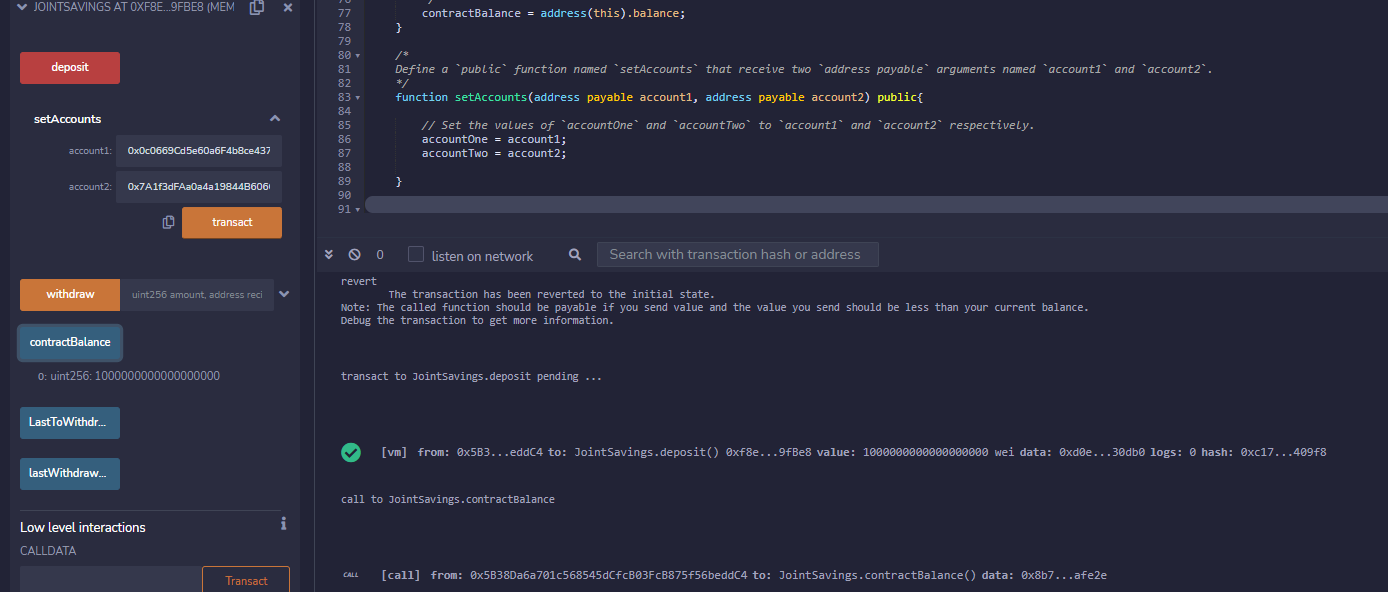 JOINTSAVINGS AT 0XF8E...9FBE8 (MEM
deposit
setAccounts
account1: 0x0c0669Cd5e60a6F4b8ce437
account2: 0x7A1f3dFAa0a4a19844B606
transact
withdraw uint256 amount, address reci
contractBalance
0: uint256: 1000000000000000000
LastToWithdr...
lastWithdraw...
Low level interactions
CALLDATA
Transact
76 */
77 contractBalance = address(this).balance;
78 }
79
80 /*
81 Define a `public` function named `setAccounts` that receive two `address payable` arguments named `account1` and `account2`.
82 */
83 function setAccounts(address payable account1, address payable account2) public{
84
85 // Set the values of `accountOne` and `accountTwo` to `account1` and `account2` respectively.
86 accountOne = account1;
87 accountTwo = account2;
88
89 }
90
91
0 listen on network Search with transaction hash or address
revert
The transaction has been reverted to the initial state.
Note: The called function should be payable if you send value and the value you send should be less than your current balance.
Debug the transaction to get more information.
transact to JointSavings.deposit pending ...
[vm] from: 0x5B3...eddC4 to: JointSavings.deposit() 0xf8e...9fBe8 value: 1000000000000000000 wei data: 0xd0e...30db0 logs: 0 hash: 0xc17...409f8
call to JointSavings.contractBalance
CALL [call] from: 0x5B38Da6a701c568545dCfcB03FcB875f56beddC4 to: JointSavings.contractBalance() data: 0x8b7...afe2e